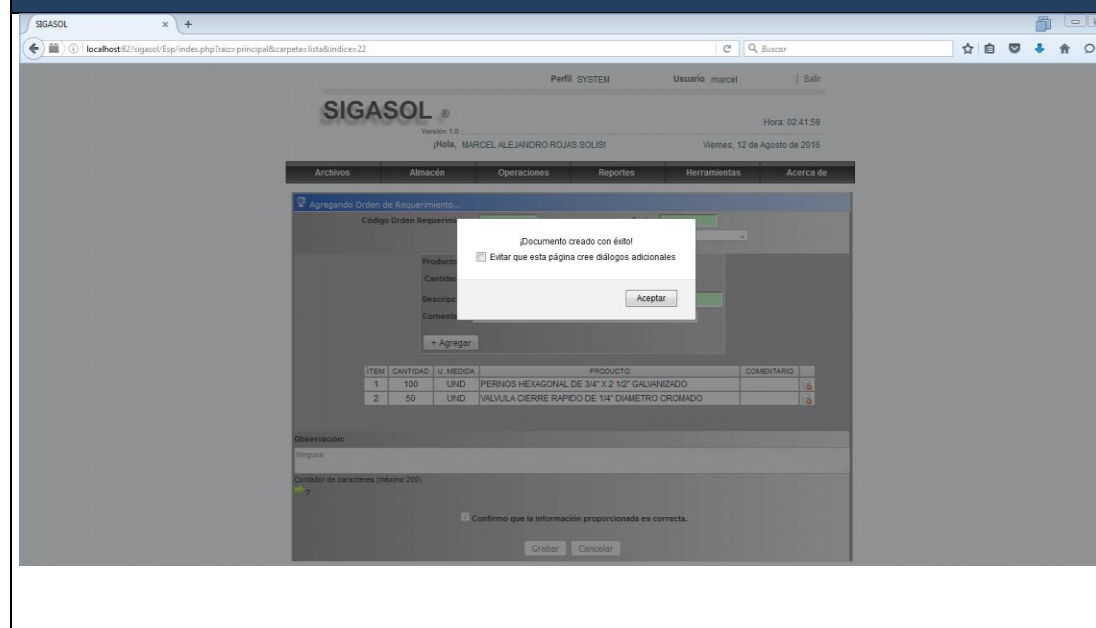 SIGASOL
localhost:82/sigasol/Esp/index.php?raiz=principal&carpeta=lista&indice=22
Buscar
Perfil SYSTEM Usuario marcel Salir
SIGASOL ®
Versión 1.0
Hora: 02:41:59
¡Hola, MARCEL ALEJANDRO ROJAS SOLIS! Viernes, 12 de Agosto de 2016
Archivos Almacén Operaciones Reportes Herramientas Acerca de
Agregando Orden de Requerimiento...
Código Orden Requerim
¡Documento creado con éxito!
Evitar que esta página cree diálogos adicionales
Aceptar
Producto
Cantidad
Descripc
Comenta
+ Agregar
ÍTEM CANTIDAD U. MEDIDA PRODUCTO COMENTARIO
1 100 UND PERNOS HEXAGONAL DE 3/4" X 2 1/2" GALVANIZADO
2 50 UND VALVULA CIERRE RAPIDO DE 1/4" DIAMETRO CROMADO
Observación:
Ninguna
Contador de caracteres (máximo 200)
7
Confirmo que la información proporcionada es correcta.
Grabar Cancelar